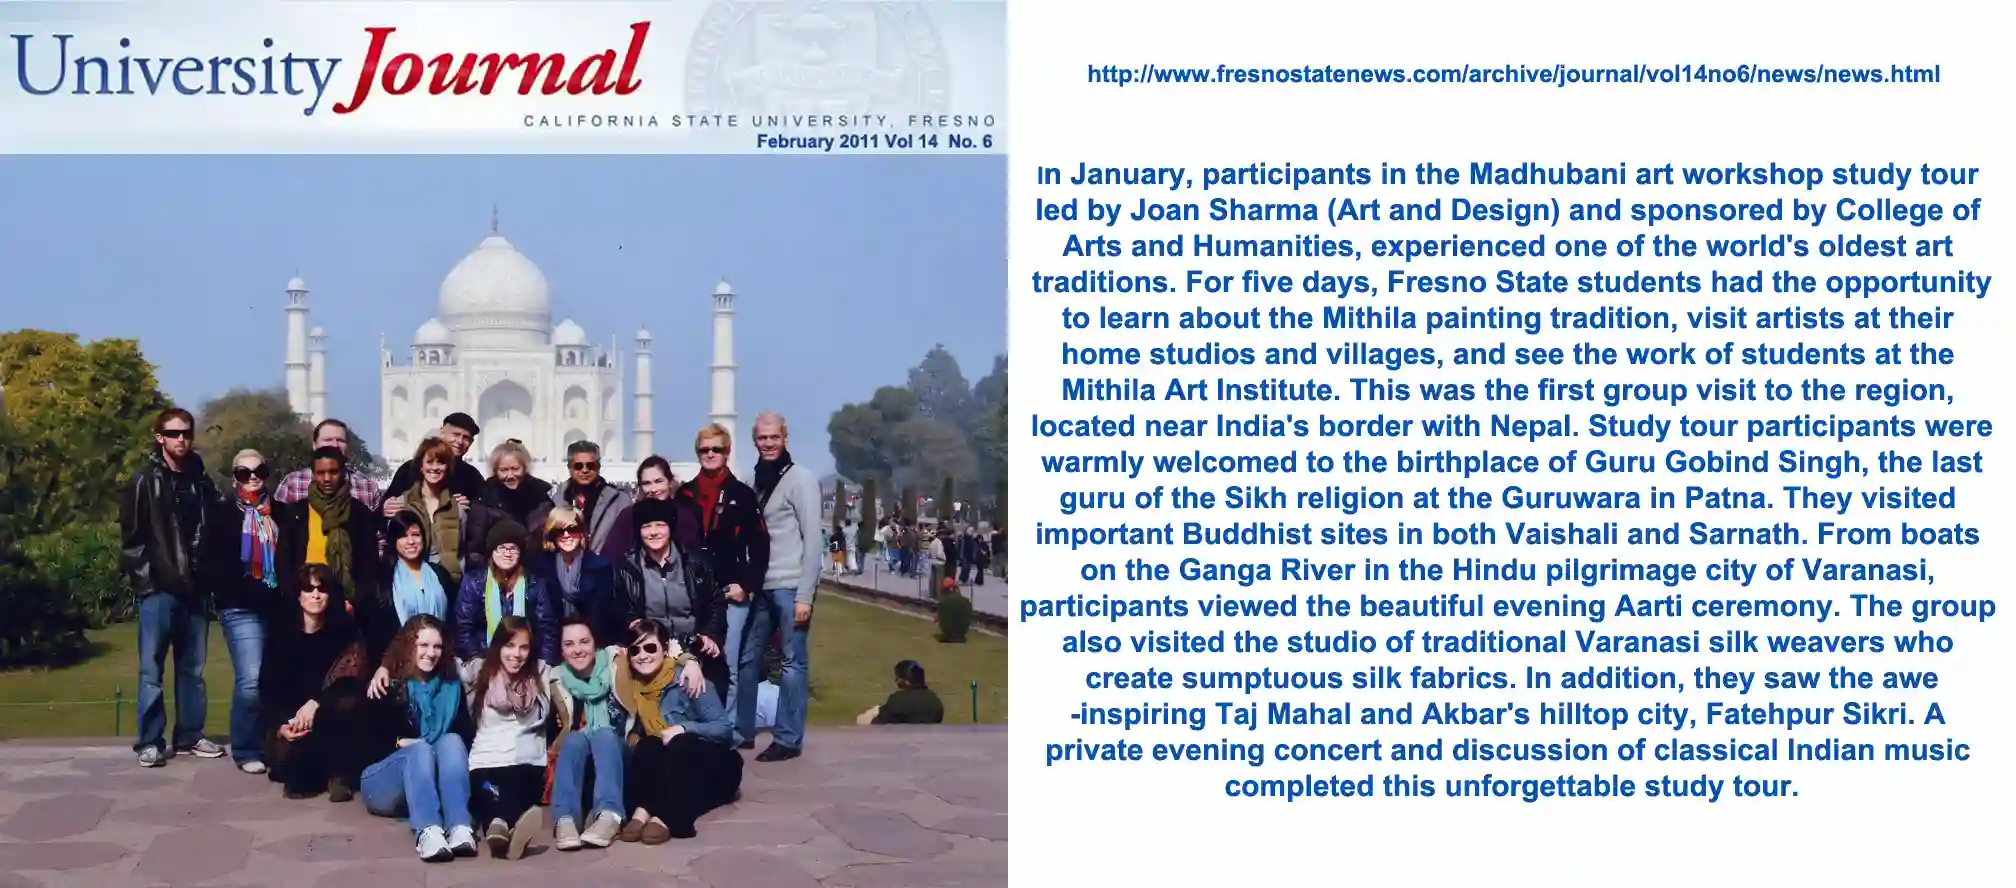 University Journal
CALIFORNIA STATE UNIVERSITY, FRESNO
February 2011 Vol 14 No. 6
http://www.fresnostatenews.com/archive/journal/vol14no6/news/news.html
In January, participants in the Madhubani art workshop study tour
led by Joan Sharma (Art and Design) and sponsored by College of
Arts and Humanities, experienced one of the world's oldest art
traditions. For five days, Fresno State students had the opportunity
to learn about the Mithila painting tradition, visit artists at their
home studios and villages, and see the work of students at the
Mithila Art Institute. This was the first group visit to the region,
located near India's border with Nepal. Study tour participants were
warmly welcomed to the birthplace of Guru Gobind Singh, the last
guru of the Sikh religion at the Guruwara in Patna. They visited
important Buddhist sites in both Vaishali and Sarnath. From boats
on the Ganga River in the Hindu pilgrimage city of Varanasi,
participants viewed the beautiful evening Aarti ceremony. The group
also visited the studio of traditional Varanasi silk weavers who
create sumptuous silk fabrics. In addition, they saw the awe
-inspiring Taj Mahal and Akbar's hilltop city, Fatehpur Sikri. A
private evening concert and discussion of classical Indian music
completed this unforgettable study tour.